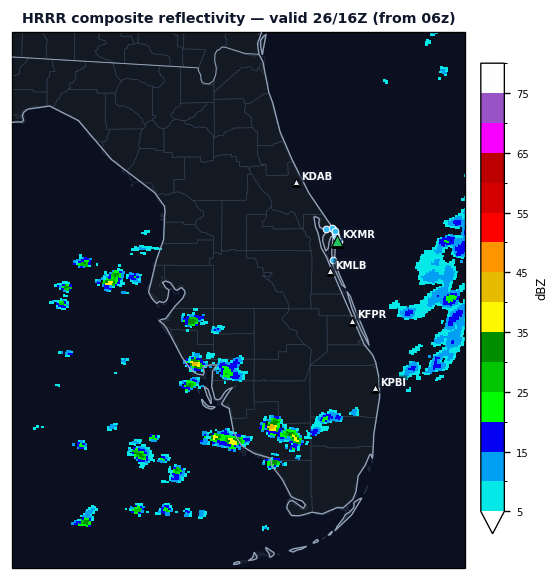 HRRR composite reflectivity — valid 26/16Z (from 06z)
KDAB
KXMR
KMLB
KFPR
KPBI
75
65
55
45
35
25
15
5
dBZ